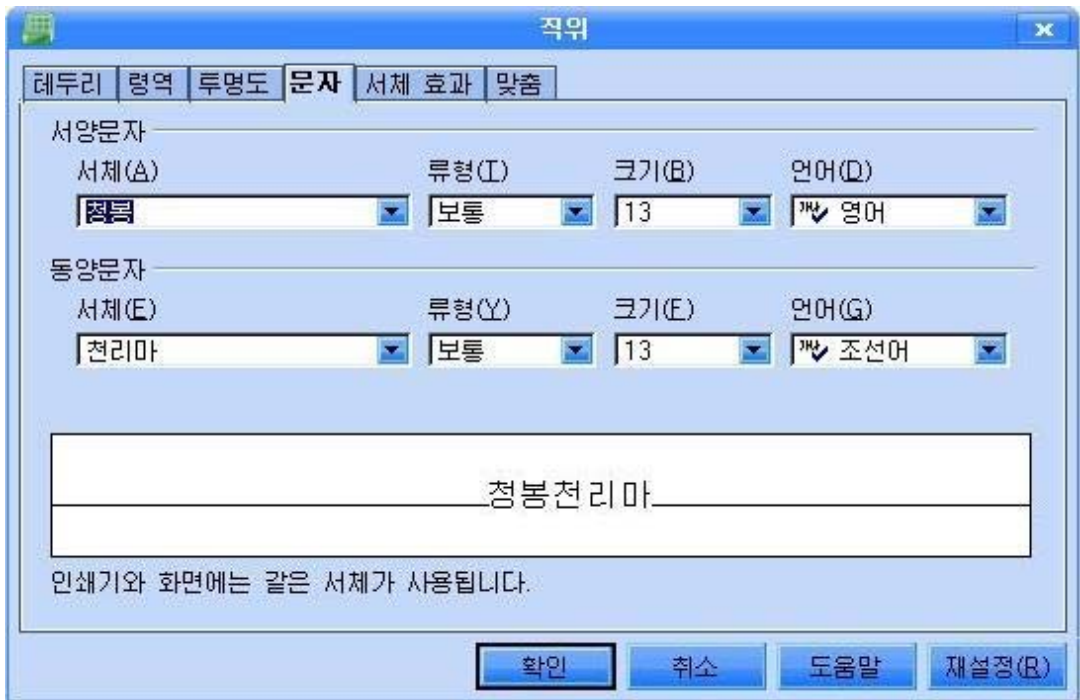 직위
테두리 령역 투명도 문자 서체 효과 맞춤
서양문자
서체(A) 류형(T) 크기(B) 언어(D)
청봉 보통 13 영어
동양문자
서체(E) 류형(Y) 크기(F) 언어(G)
천리마 보통 13 조선어
청봉천리마
인쇄기와 화면에는 같은 서체가 사용됩니다.
확인 취소 도움말 재설정(R)